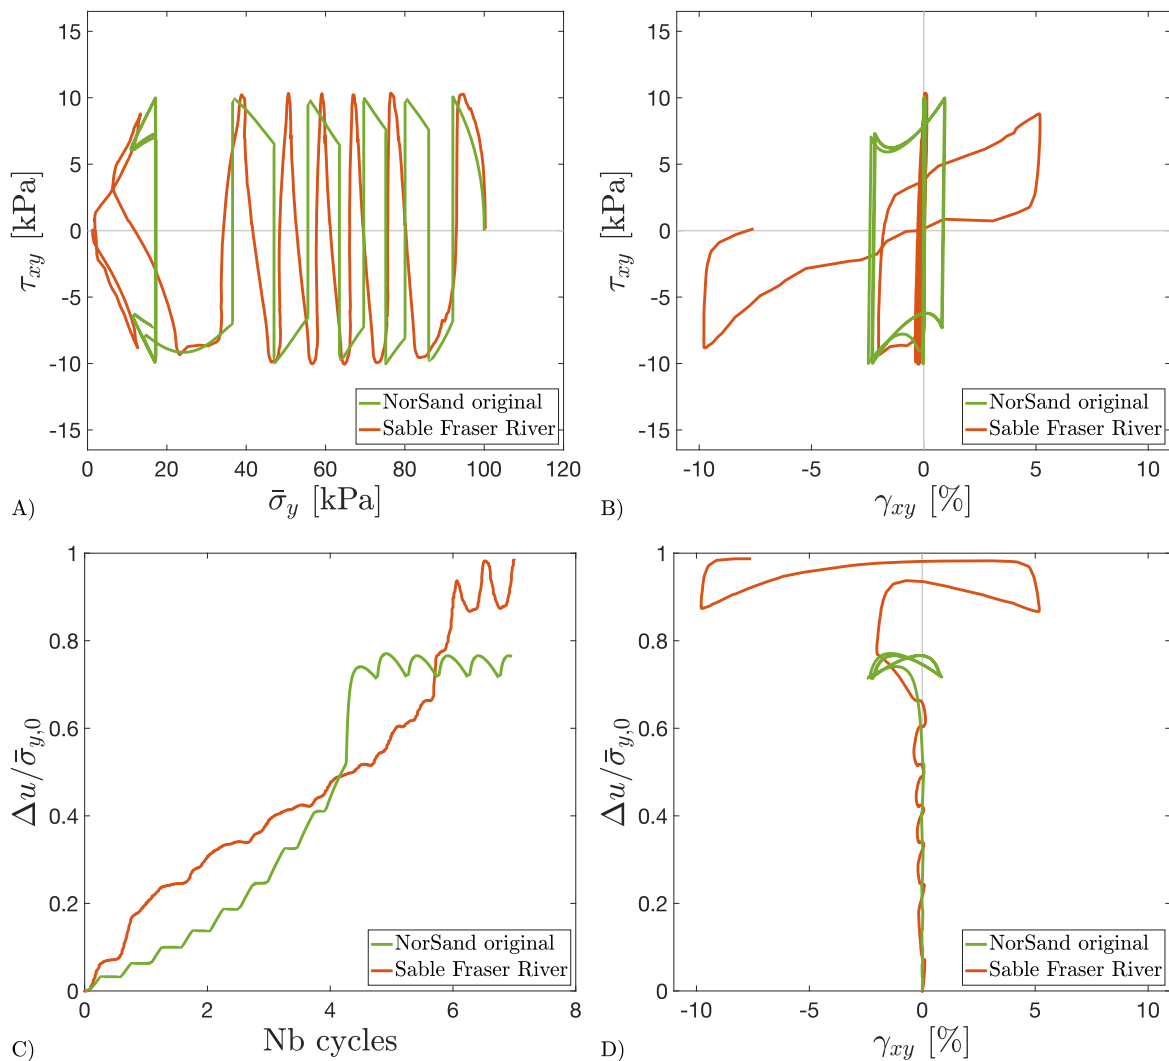 15
10
5
0
-5
-10
-15
τxy [kPa]
0 20 40 60 80 100 120
σ̄y [kPa]
NorSand original
Sable Fraser River
A)
15
10
5
0
-5
-10
-15
τxy [kPa]
-10 -5 0 5 10
γxy [%]
NorSand original
Sable Fraser River
B)
1
0.8
0.6
0.4
0.2
0
Δu/σ̄y,0
0 2 4 6 8
Nb cycles
NorSand original
Sable Fraser River
C)
1
0.8
0.6
0.4
0.2
0
Δu/σ̄y,0
-10 -5 0 5 10
γxy [%]
NorSand original
Sable Fraser River
D)